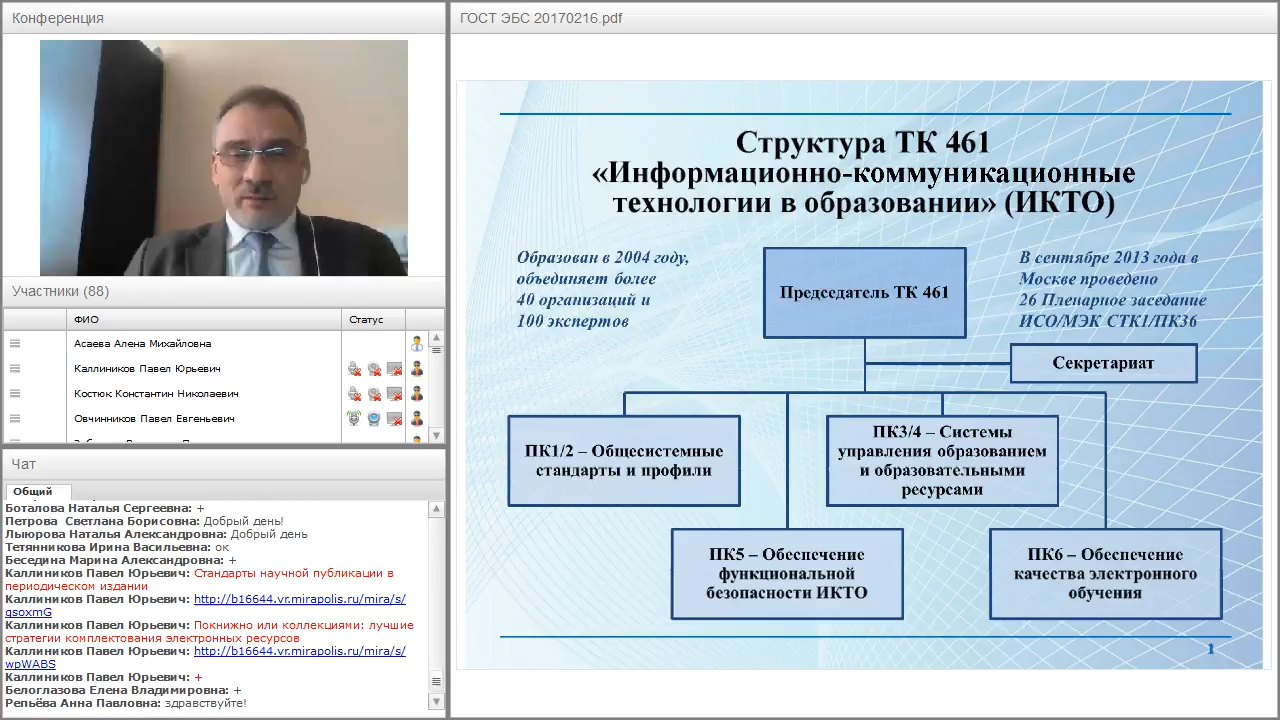 Конференция
Участники (88)
ФИО
Статус
Асаева Алена Михайловна
Каллиников Павел Юрьевич
Костюк Константин Николаевич
Овчинников Павел Евгеньевич
Чат
Общий
Боталова Наталья Сергеевна: +
Петрова Светлана Борисовна: Добрый день!
Лыюрова Наталья Александровна: Добрый день
Тетянникова Ирина Васильевна: ок
Беседина Марина Александровна: +
Каллиников Павел Юрьевич: Стандарты научной публикации в
периодическом издании
Каллиников Павел Юрьевич: http://b16644.vr.mirapolis.ru/mira/s/
qsoxmG
Каллиников Павел Юрьевич: Покнижно или коллекциями: лучшие
стратегии комплектования электронных ресурсов
Каллиников Павел Юрьевич: http://b16644.vr.mirapolis.ru/mira/s/
wpWABS
Каллиников Павел Юрьевич: +
Белоглазова Елена Владимировна: +
Репьёва Анна Павловна: здравствуйте!
ГОСТ ЭБС 20170216.pdf
Структура ТК 461
«Информационно-коммуникационные
технологии в образовании» (ИКТО)
Образован в 2004 году,
объединяет более
40 организаций и
100 экспертов
Председатель ТК 461
В сентябре 2013 года в
Москве проведено
26 Пленарное заседание
ИСО/МЭК СТК1/ПК36
Секретариат
ПК1/2 – Общесистемные
стандарты и профили
ПК3/4 – Системы
управления образованием
и образовательными
ресурсами
ПК5 – Обеспечение
функциональной
безопасности ИКТО
ПК6 – Обеспечение
качества электронного
обучения
1